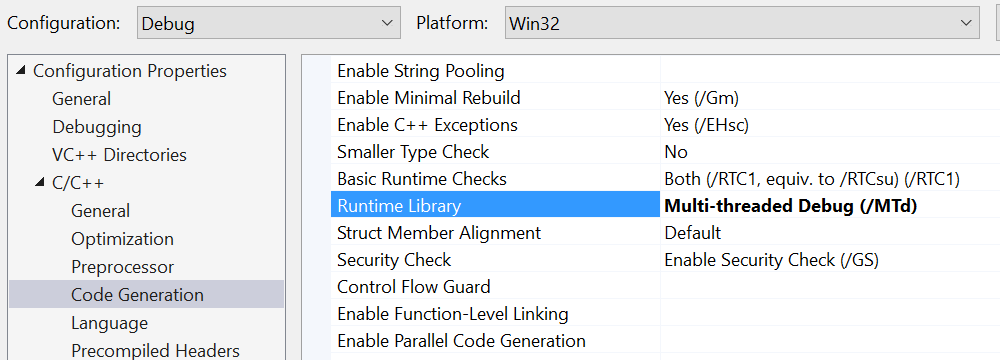 Configuration: Debug Platform: Win32
Configuration Properties
General
Debugging
VC++ Directories
C/C++
General
Optimization
Preprocessor
Code Generation
Language
Precompiled Headers
Enable String Pooling
Enable Minimal Rebuild Yes (/Gm)
Enable C++ Exceptions Yes (/EHsc)
Smaller Type Check No
Basic Runtime Checks Both (/RTC1, equiv. to /RTCsu) (/RTC1)
Runtime Library Multi-threaded Debug (/MTd)
Struct Member Alignment Default
Security Check Enable Security Check (/GS)
Control Flow Guard
Enable Function-Level Linking
Enable Parallel Code Generation